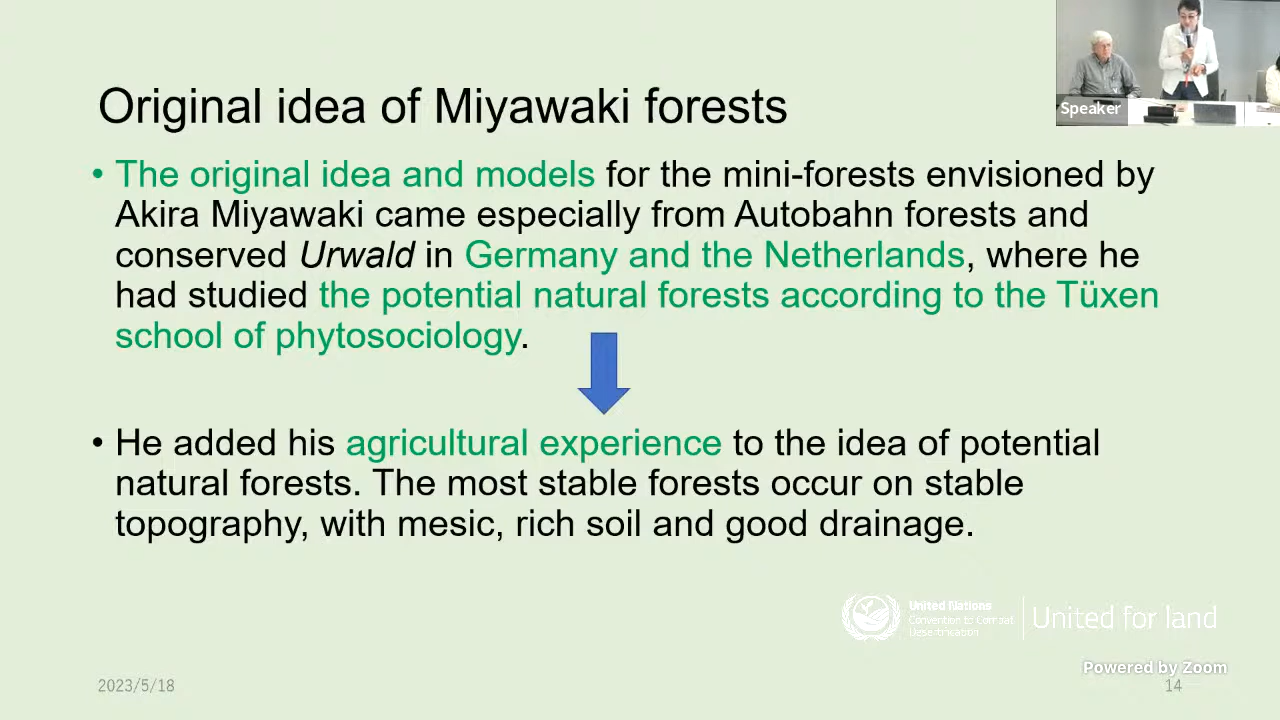 Speaker
Original idea of Miyawaki forests
• The original idea and models for the mini-forests envisioned by
Akira Miyawaki came especially from Autobahn forests and
conserved Urwald in Germany and the Netherlands, where he
had studied the potential natural forests according to the Tüxen
school of phytosociology.
• He added his agricultural experience to the idea of potential
natural forests. The most stable forests occur on stable
topography, with mesic, rich soil and good drainage.
United Nations
Convention to Combat
Desertification
United for land
Powered by Zoom
2023/5/18
14